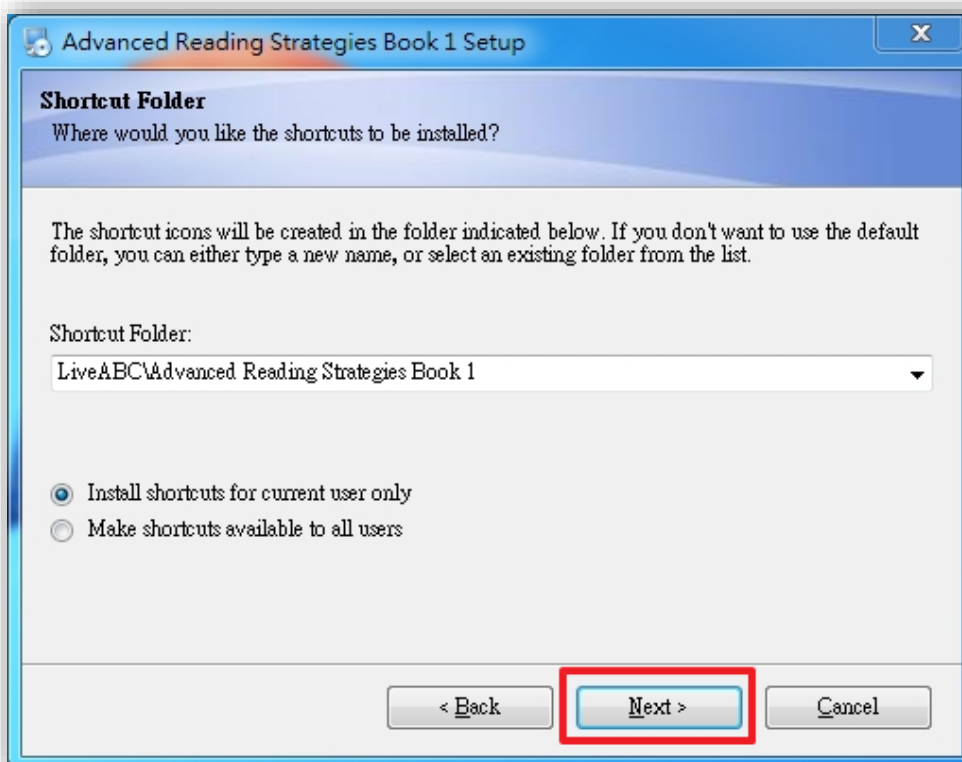 Advanced Reading Strategies Book 1 Setup
X
Shortcut Folder
Where would you like the shortcuts to be installed?
The shortcut icons will be created in the folder indicated below. If you don't want to use the default
folder, you can either type a new name, or select an existing folder from the list.
Shortcut Folder:
LiveABC\Advanced Reading Strategies Book 1
Install shortcuts for current user only
Make shortcuts available to all users
< Back
Next >
Cancel